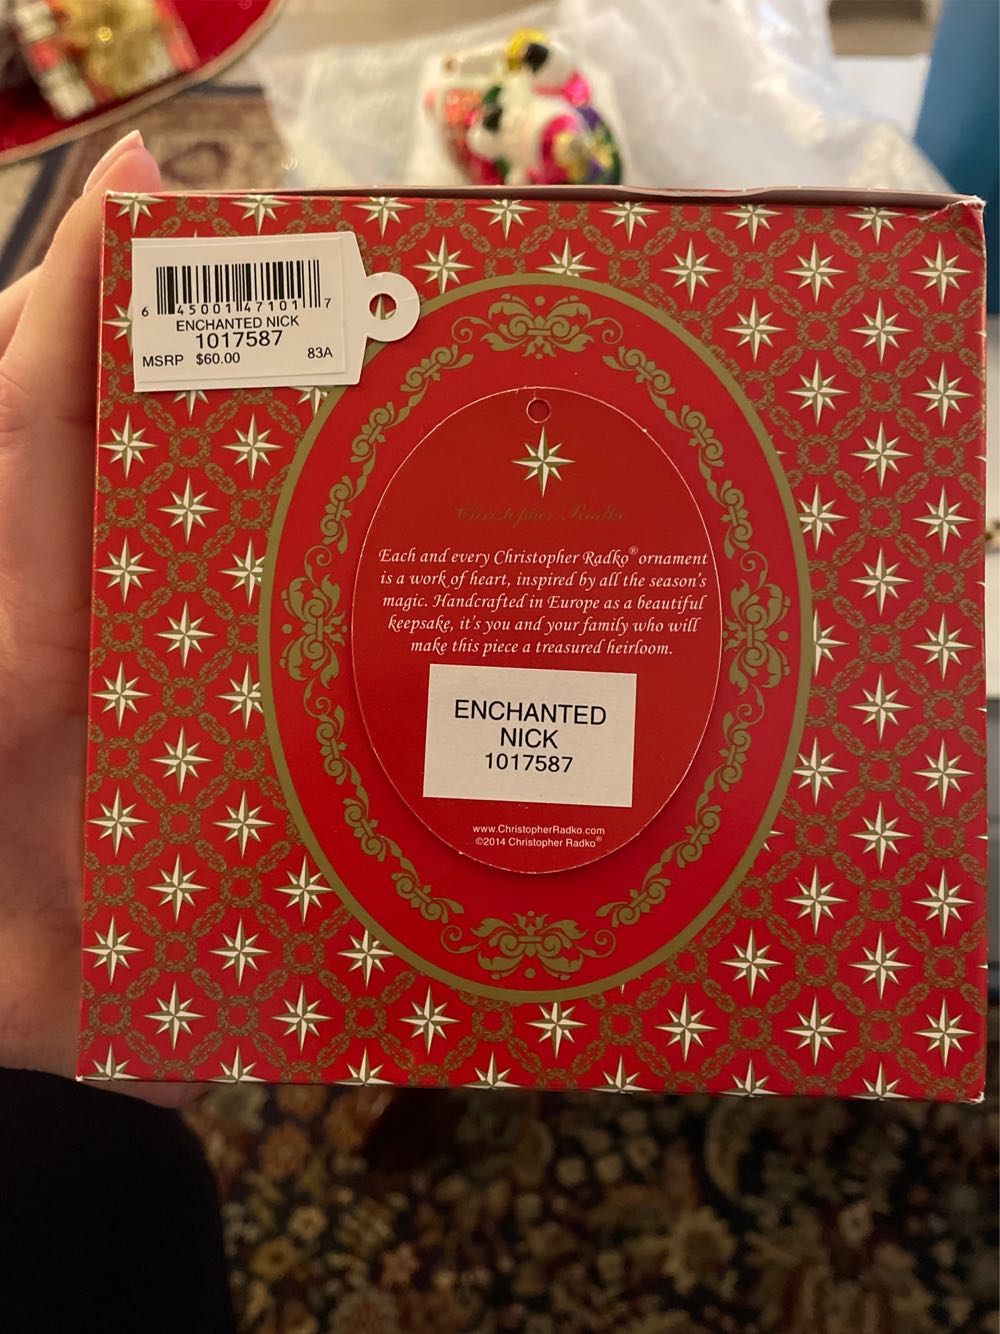 6 45001 47101 7
ENCHANTED NICK
1017587
MSRP $60.00 83A
Christopher Radko
Each and every Christopher Radko® ornament
is a work of heart, inspired by all the season's
magic. Handcrafted in Europe as a beautiful
keepsake, it's you and your family who will
make this piece a treasured heirloom.
ENCHANTED
NICK
1017587
www.ChristopherRadko.com
©2014 Christopher Radko®